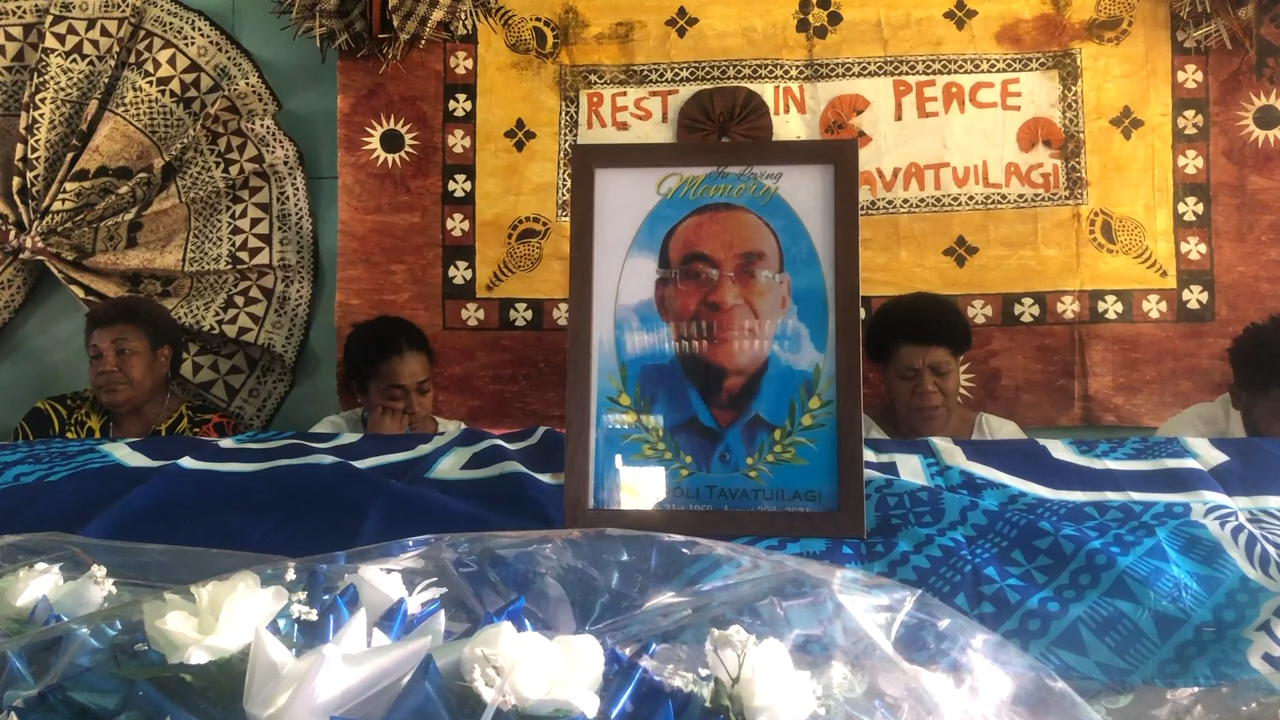 REST IN PEACE
AVATUILAGI
In Loving
Memory
OLI TAVATUILAGI